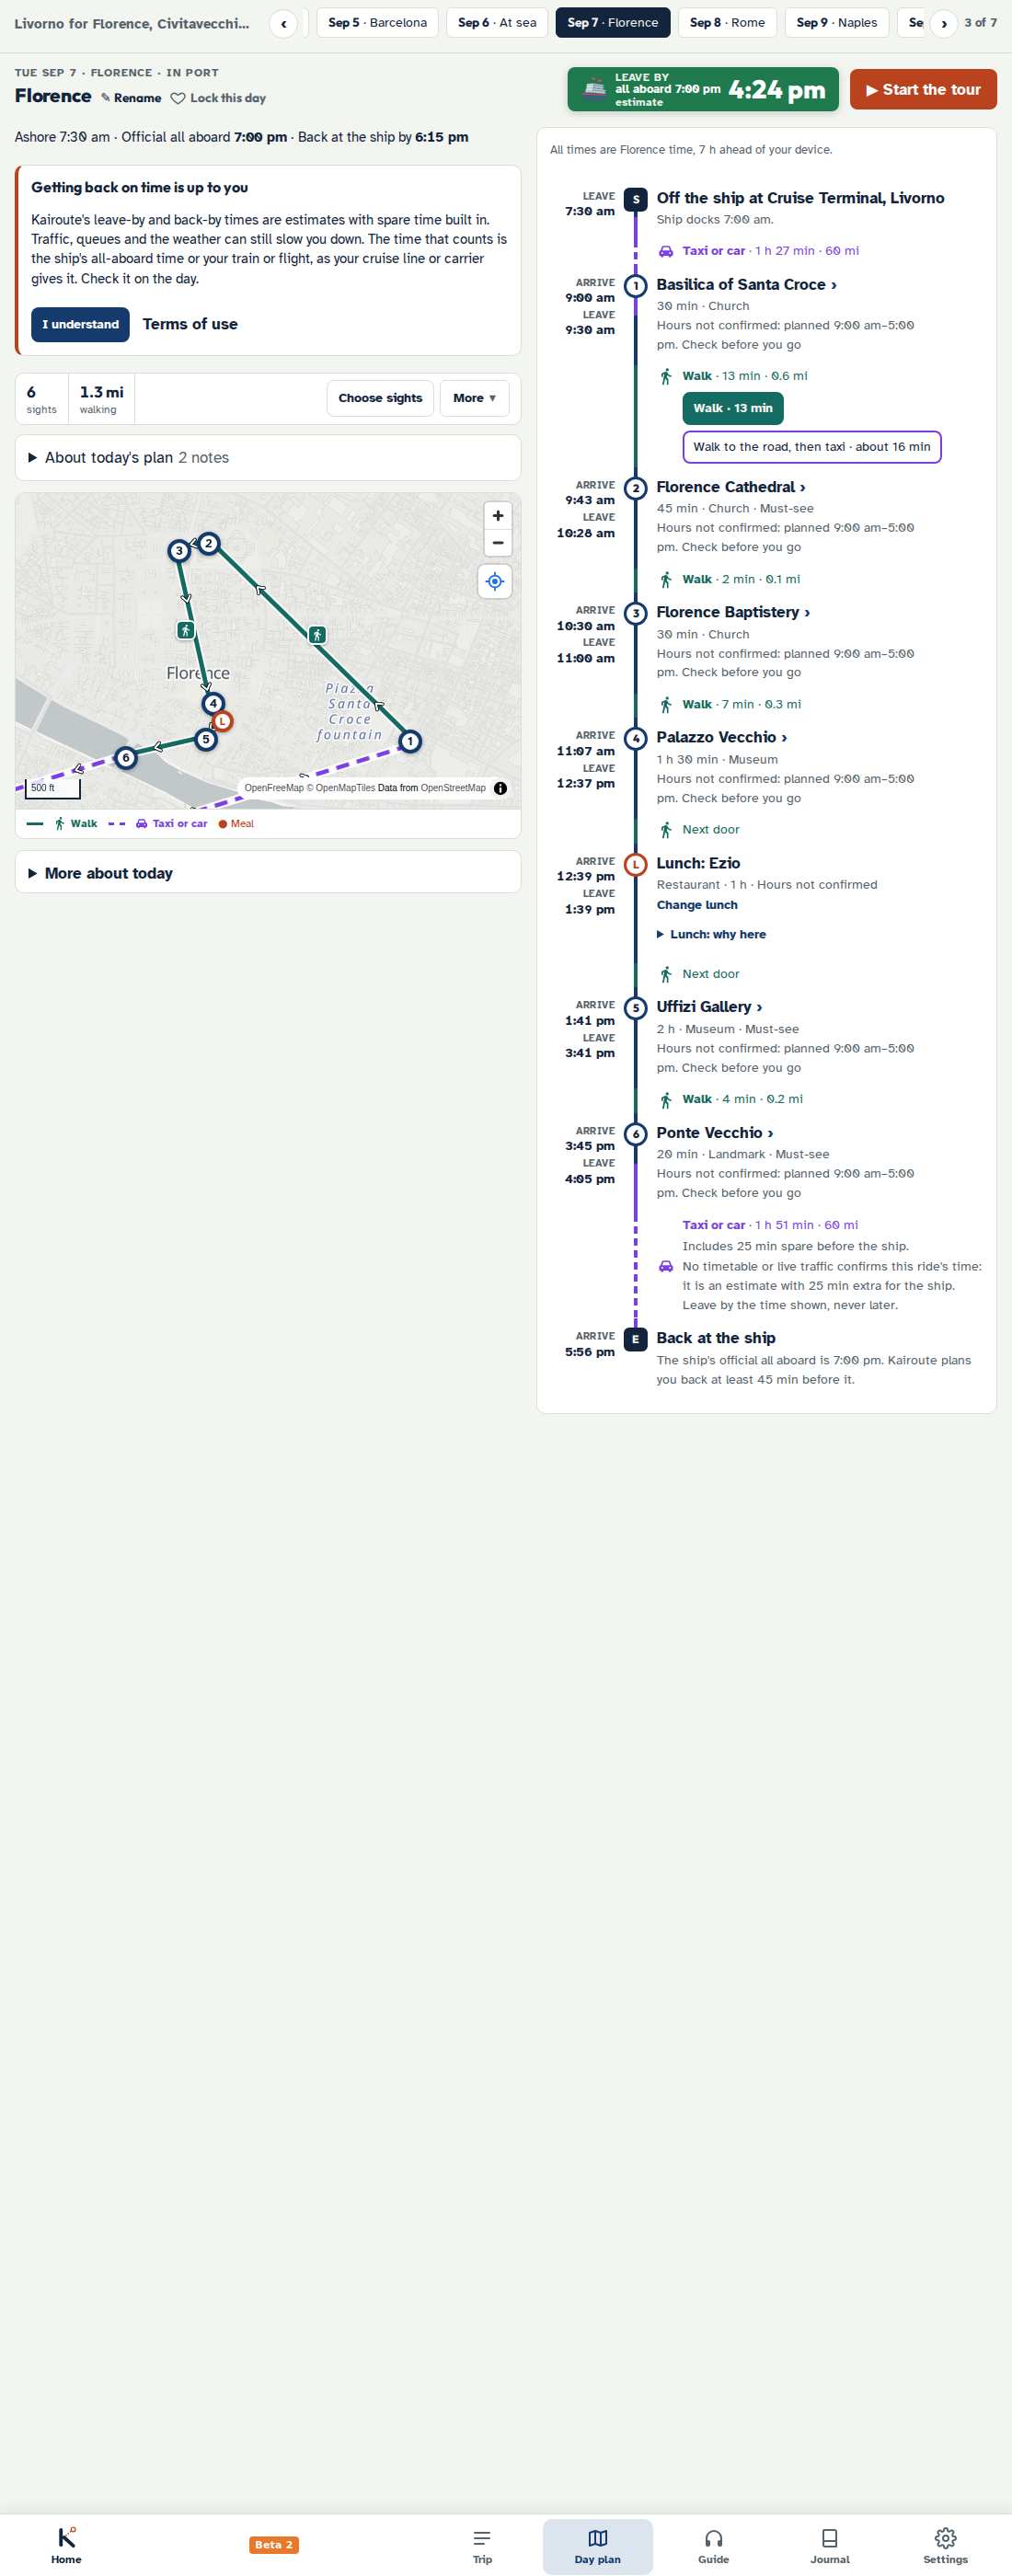 Livorno for Florence, Civitavecchi...
‹
Sep 5 · Barcelona
Sep 6 · At sea
Sep 7 · Florence
Sep 8 · Rome
Sep 9 · Naples
Se
›
3 of 7
TUE SEP 7 · FLORENCE · IN PORT
Florence ✎ Rename Lock this day
LEAVE BY
all aboard 7:00 pm
estimate
4:24 pm
▶ Start the tour
Ashore 7:30 am · Official all aboard 7:00 pm · Back at the ship by 6:15 pm
Getting back on time is up to you
Kairoute's leave-by and back-by times are estimates with spare time built in.
Traffic, queues and the weather can still slow you down. The time that counts is
the ship's all-aboard time or your train or flight, as your cruise line or carrier
gives it. Check it on the day.
I understand
Terms of use
6
sights
1.3 mi
walking
Choose sights
More ▼
▶ About today's plan 2 notes
3
2
Florence
Piazza
Santa
Croce
fountain
4
L
5
6
1
+
−
500 ft
OpenFreeMap © OpenMapTiles Data from OpenStreetMap
Walk
Taxi or car
Meal
▶ More about today
All times are Florence time, 7 h ahead of your device.
LEAVE
7:30 am
S
Off the ship at Cruise Terminal, Livorno
Ship docks 7:00 am.
Taxi or car · 1 h 27 min · 60 mi
ARRIVE
9:00 am
LEAVE
9:30 am
1
Basilica of Santa Croce ›
30 min · Church
Hours not confirmed: planned 9:00 am–5:00
pm. Check before you go
Walk · 13 min · 0.6 mi
Walk · 13 min
Walk to the road, then taxi · about 16 min
ARRIVE
9:43 am
LEAVE
10:28 am
2
Florence Cathedral ›
45 min · Church · Must-see
Hours not confirmed: planned 9:00 am–5:00
pm. Check before you go
Walk · 2 min · 0.1 mi
ARRIVE
10:30 am
LEAVE
11:00 am
3
Florence Baptistery ›
30 min · Church
Hours not confirmed: planned 9:00 am–5:00
pm. Check before you go
Walk · 7 min · 0.3 mi
ARRIVE
11:07 am
LEAVE
12:37 pm
4
Palazzo Vecchio ›
1 h 30 min · Museum
Hours not confirmed: planned 9:00 am–5:00
pm. Check before you go
Next door
ARRIVE
12:39 pm
LEAVE
1:39 pm
L
Lunch: Ezio
Restaurant · 1 h · Hours not confirmed
Change lunch
▶ Lunch: why here
Next door
ARRIVE
1:41 pm
LEAVE
3:41 pm
5
Uffizi Gallery ›
2 h · Museum · Must-see
Hours not confirmed: planned 9:00 am–5:00
pm. Check before you go
Walk · 4 min · 0.2 mi
ARRIVE
3:45 pm
LEAVE
4:05 pm
6
Ponte Vecchio ›
20 min · Landmark · Must-see
Hours not confirmed: planned 9:00 am–5:00
pm. Check before you go
Taxi or car · 1 h 51 min · 60 mi
Includes 25 min spare before the ship.
No timetable or live traffic confirms this ride's time:
it is an estimate with 25 min extra for the ship.
Leave by the time shown, never later.
ARRIVE
5:56 pm
E
Back at the ship
The ship's official all aboard is 7:00 pm. Kairoute plans
you back at least 45 min before it.
Home
Beta 2
Trip
Day plan
Guide
Journal
Settings